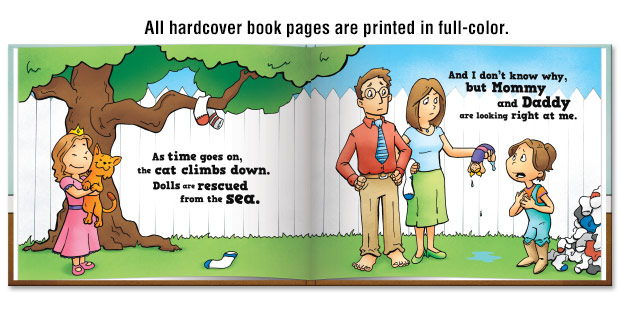 All hardcover book pages are printed in full-color.
As time goes on,
the cat climbs down.
Dolls are rescued
from the sea.
And I don't know why,
but Mommy
and Daddy
are looking right at me.